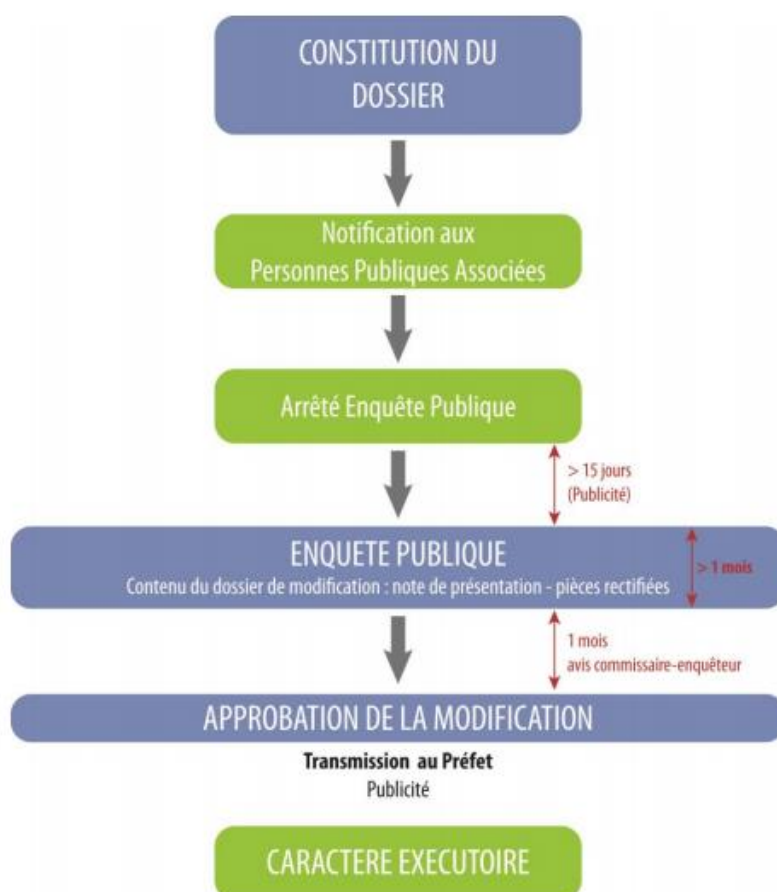 CONSTITUTION DU
DOSSIER
Notification aux
Personnes Publiques Associées
Arrêté Enquête Publique
> 15 jours
(Publicité)
ENQUETE PUBLIQUE
Contenu du dossier de modification : note de présentation - pièces rectifiées
> 1 mois
1 mois
avis commissaire-enquêteur
APPROBATION DE LA MODIFICATION
Transmission au Préfet
Publicité
CARACTERE EXECUTOIRE